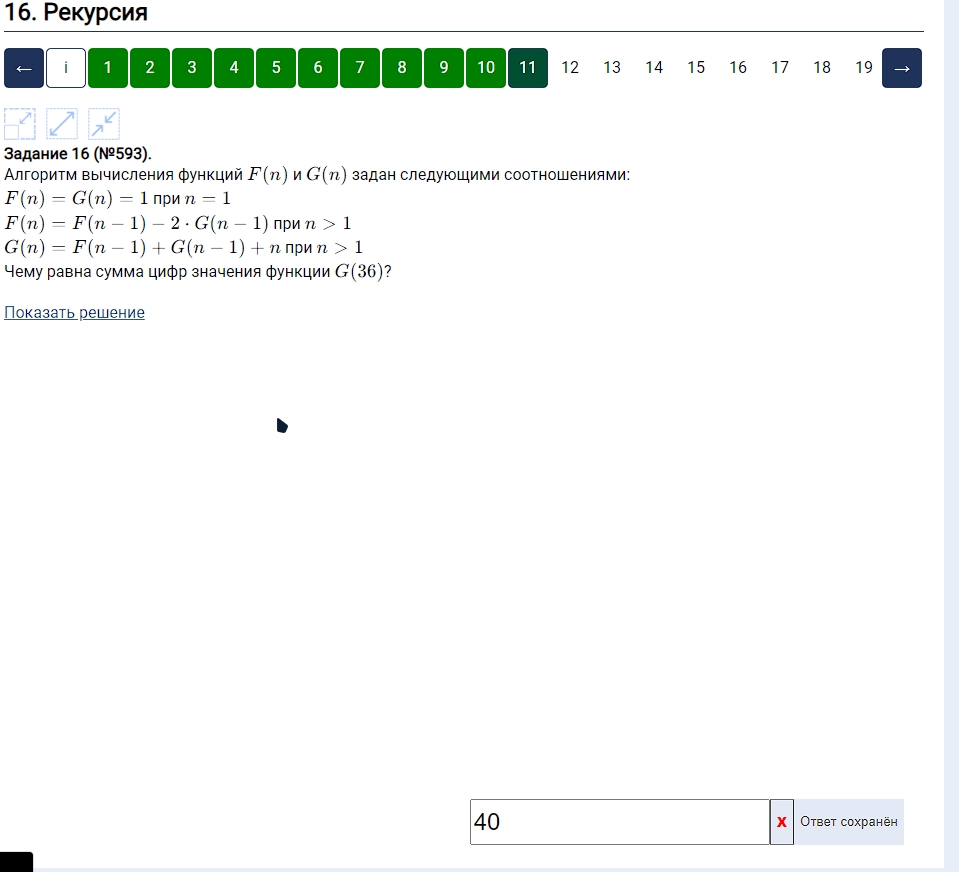 16. Рекурсия
← i 1 2 3 4 5 6 7 8 9 10 11 12 13 14 15 16 17 18 19 →
Задание 16 (№593).
Алгоритм вычисления функций F(n) и G(n) задан следующими соотношениями:
F(n) = G(n) = 1 при n = 1
F(n) = F(n − 1) − 2 · G(n − 1) при n > 1
G(n) = F(n − 1) + G(n − 1) + n при n > 1
Чему равна сумма цифр значения функции G(36)?
Показать решение
40 x Ответ сохранён